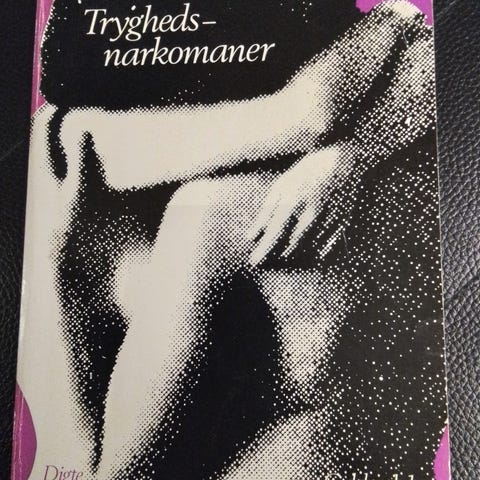 Trygheds-
narkomaner
Digte